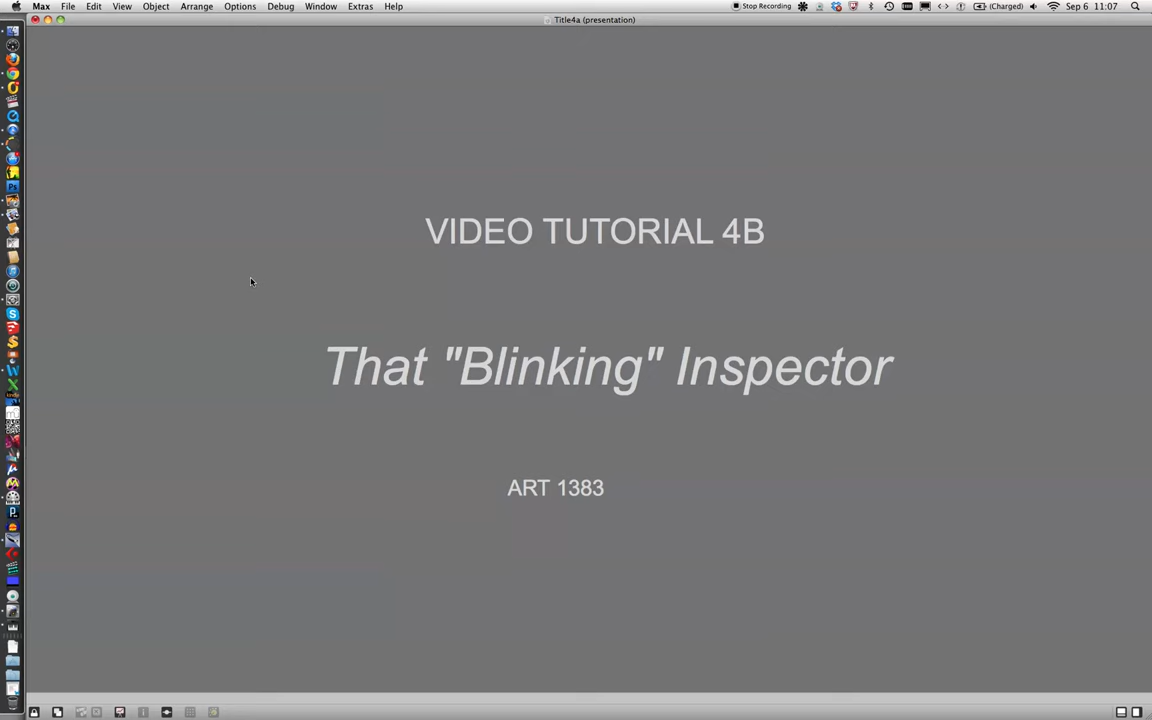 Max File Edit View Object Arrange Options Debug Window Extras Help Stop Recording (Charged) Sep 6 11:07
Title4a (presentation)
VIDEO TUTORIAL 4B
That "Blinking" Inspector
ART 1383